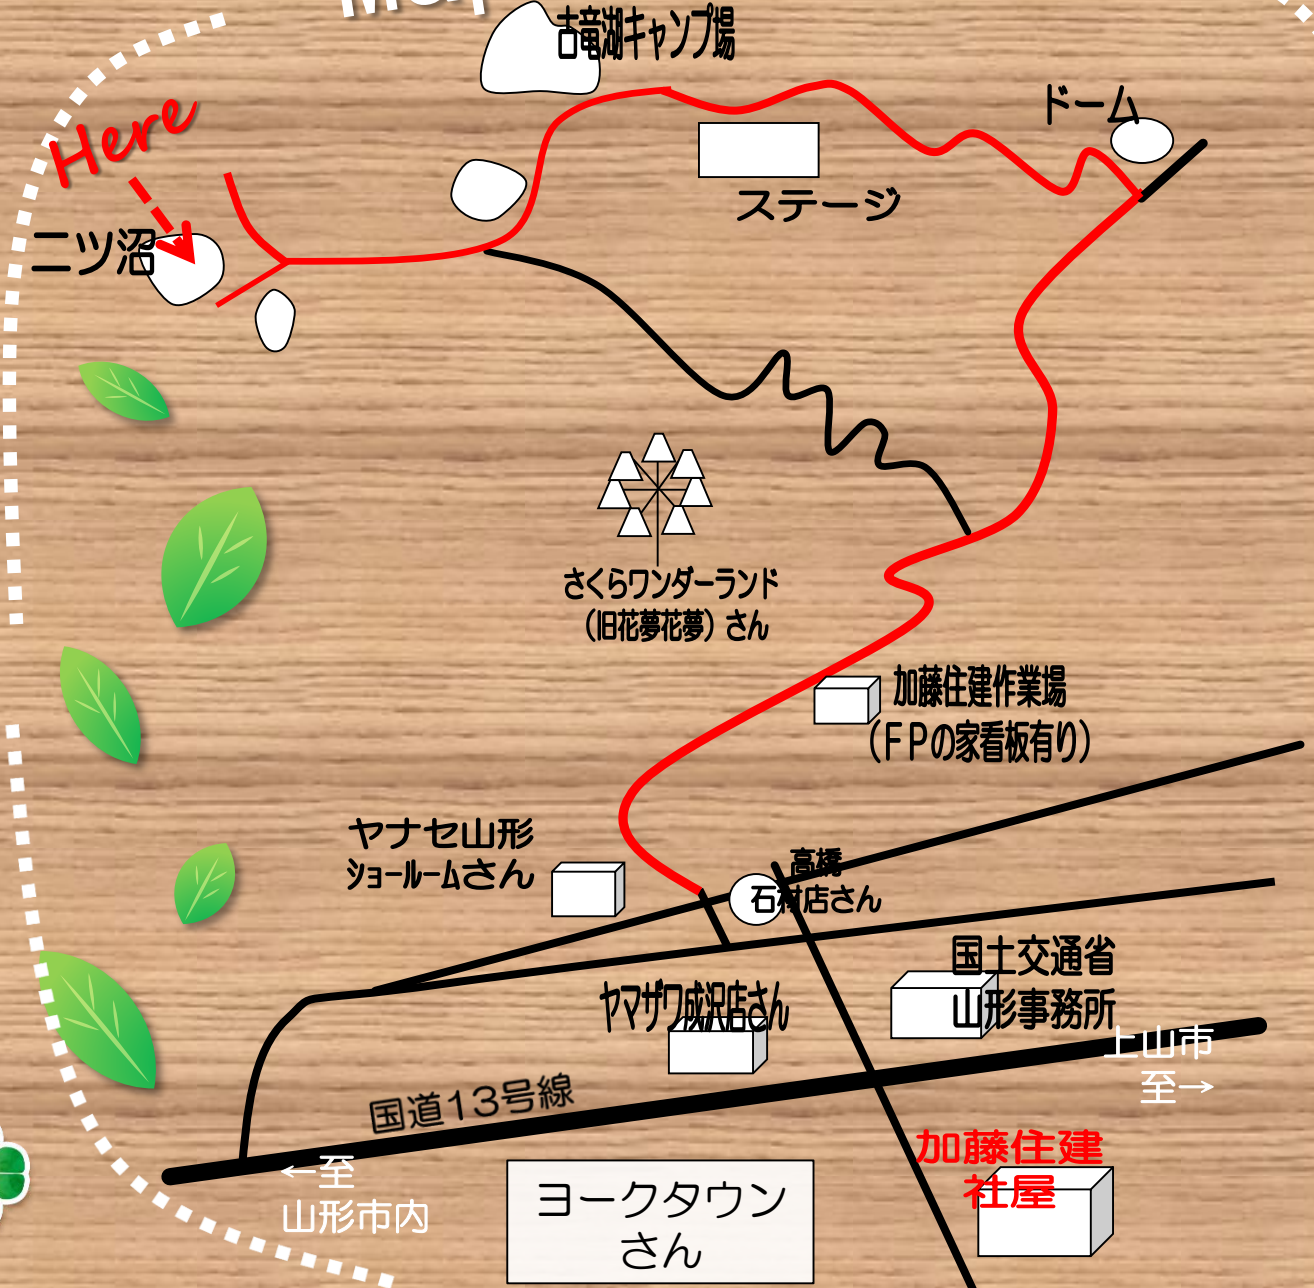 Map
古竜湖キャンプ場
ドーム
Here
ステージ
二ツ沼
さくらワンダーランド
（旧花夢花夢）さん
加藤住建作業場
（ＦＰの家看板有り）
ヤナセ山形
ショールームさん
高橋
石材店さん
国土交通省
山形事務所
ヤマザワ成沢店さん
上山市
至→
国道13号線
加藤住建
社屋
←至
山形市内
ヨークタウン
さん